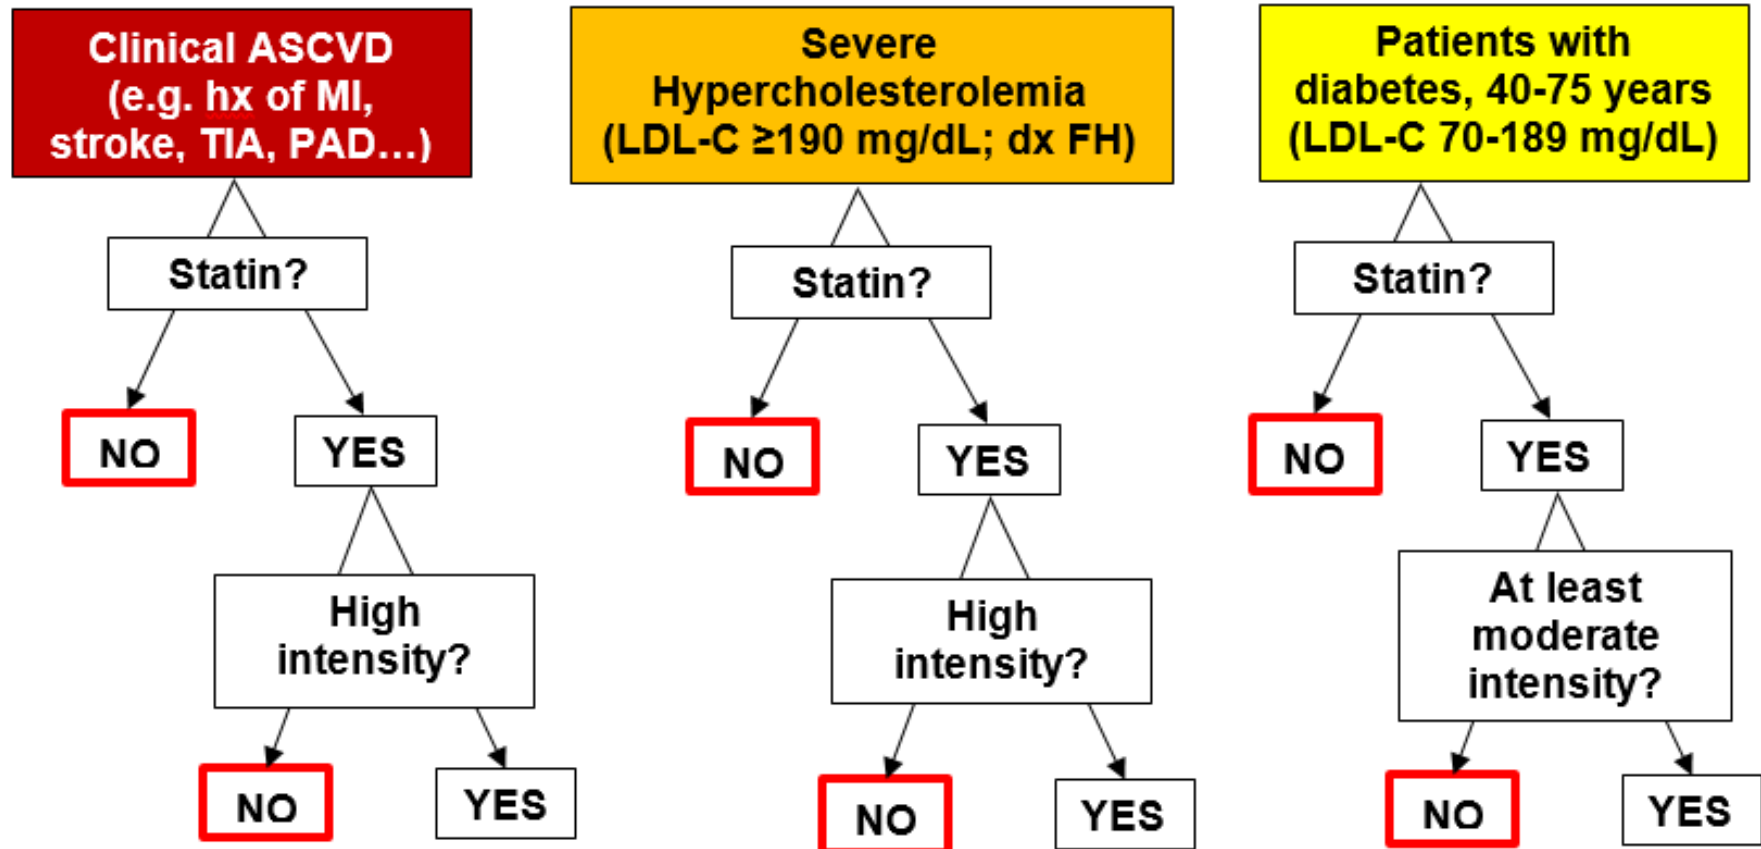 Clinical ASCVD
(e.g. hx of MI,
stroke, TIA, PAD...)
Statin?
NO
YES
High
intensity?
NO
YES
Severe
Hypercholesterolemia
(LDL-C ≥190 mg/dL; dx FH)
Statin?
NO
YES
High
intensity?
NO
YES
Patients with
diabetes, 40-75 years
(LDL-C 70-189 mg/dL)
Statin?
NO
YES
At least
moderate
intensity?
NO
YES